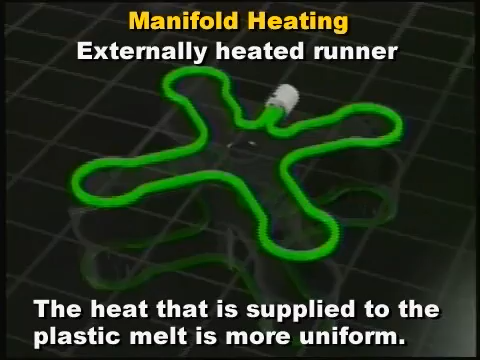 Manifold Heating
Externally heated runner
The heat that is supplied to the
plastic melt is more uniform.